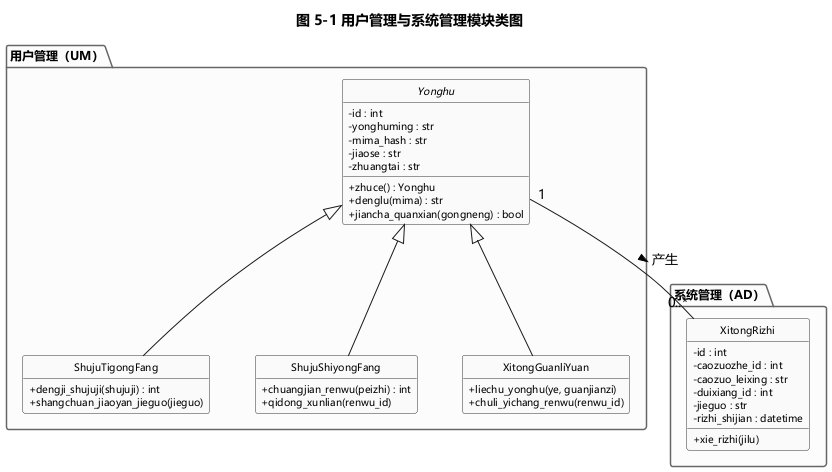 图 5-1 用户管理与系统管理模块类图
用户管理（UM）
Yonghu
-id : int
-yonghuming : str
-mima_hash : str
-jiaose : str
-zhuangtai : str
+zhuce() : Yonghu
+denglu(mima) : str
+jiancha_quanxian(gongneng) : bool
1
产生
0..
系统管理（AD）
ShujuTigongFang
+dengji_shujuji(shujuji) : int
+shangchuan_jiaoyan_jieguo(jieguo)
ShujuShiyongFang
+chuangjian_renwu(peizhi) : int
+qidong_xunlian(renwu_id)
XitongGuanliYuan
+liechu_yonghu(ye, guanjianzi)
+chuli_yichang_renwu(renwu_id)
XitongRizhi
-id : int
-caozuozhe_id : int
-caozuo_leixing : str
-duixiang_id : int
-jieguo : str
-rizhi_shijian : datetime
+xie_rizhi(jilu)